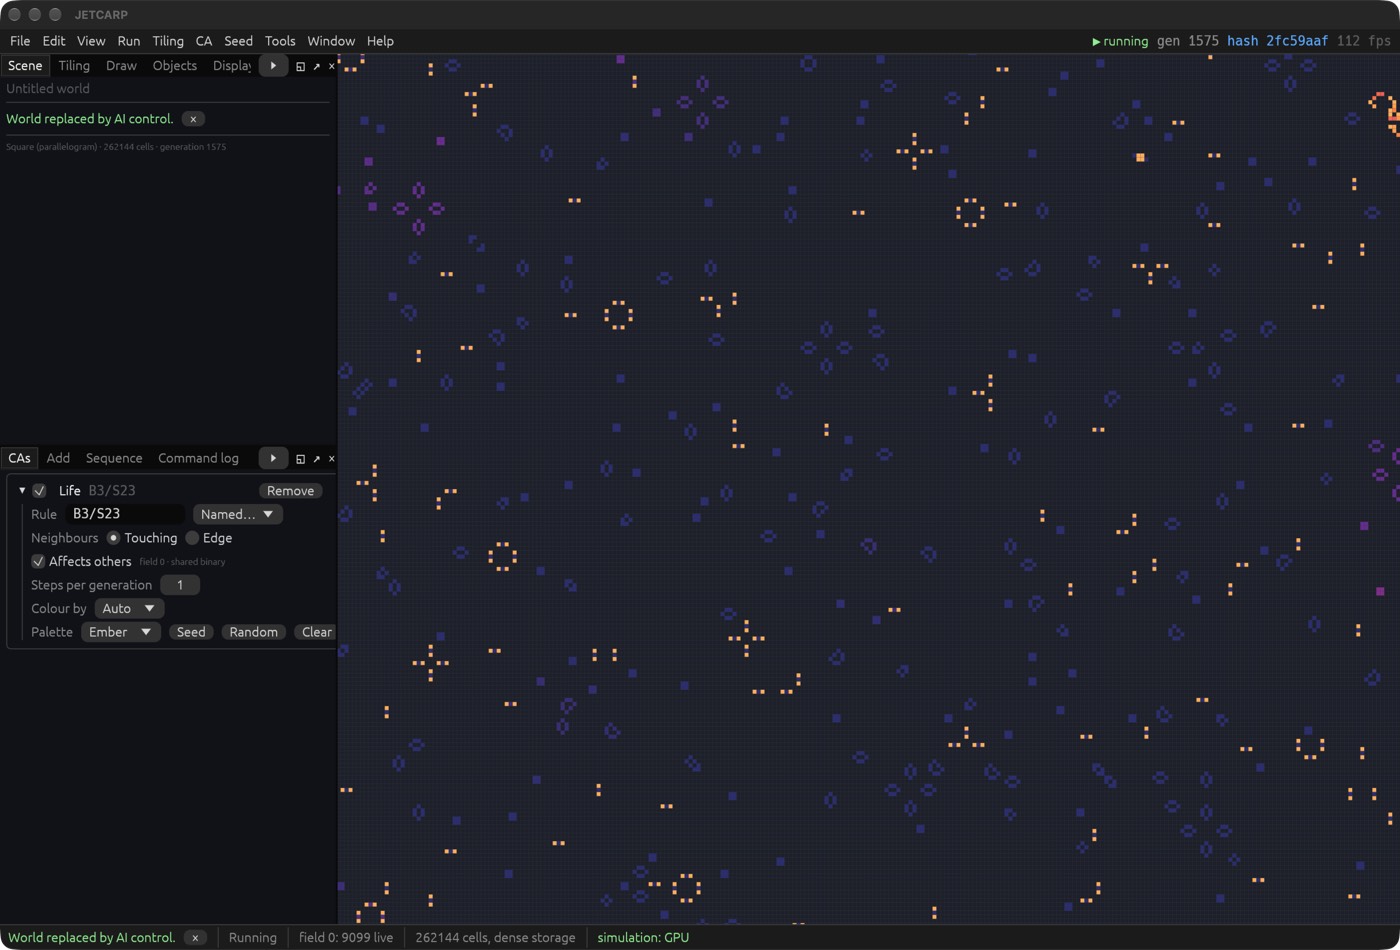 JETCARP
File Edit View Run Tiling CA Seed Tools Window Help
running gen 1575 hash 2fc59aaf 112 fps
Scene Tiling Draw Objects Display
Untitled world
World replaced by AI control. x
Square (parallelogram) · 262144 cells · generation 1575
CAs Add Sequence Command log
Life B3/S23 Remove
Rule B3/S23 Named...
Neighbours Touching Edge
Affects others field 0 · shared binary
Steps per generation 1
Colour by Auto
Palette Ember Seed Random Clear
World replaced by AI control. x Running field 0: 9099 live 262144 cells, dense storage simulation: GPU